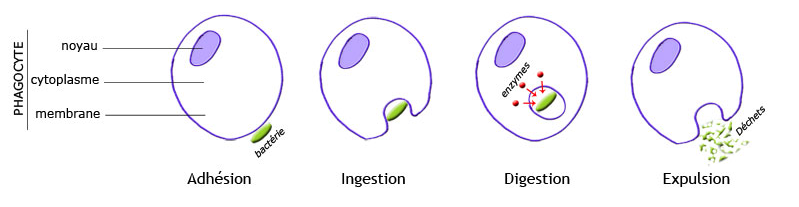 PHAGOCYTE
noyau
cytoplasme
membrane
bactérie
enzymes
Déchets
Adhésion
Ingestion
Digestion
Expulsion